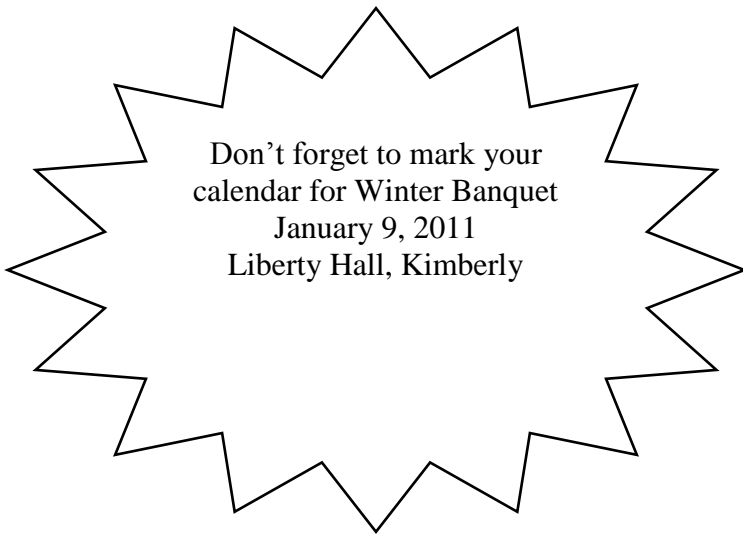 Don’t forget to mark your
calendar for Winter Banquet
January 9, 2011
Liberty Hall, Kimberly